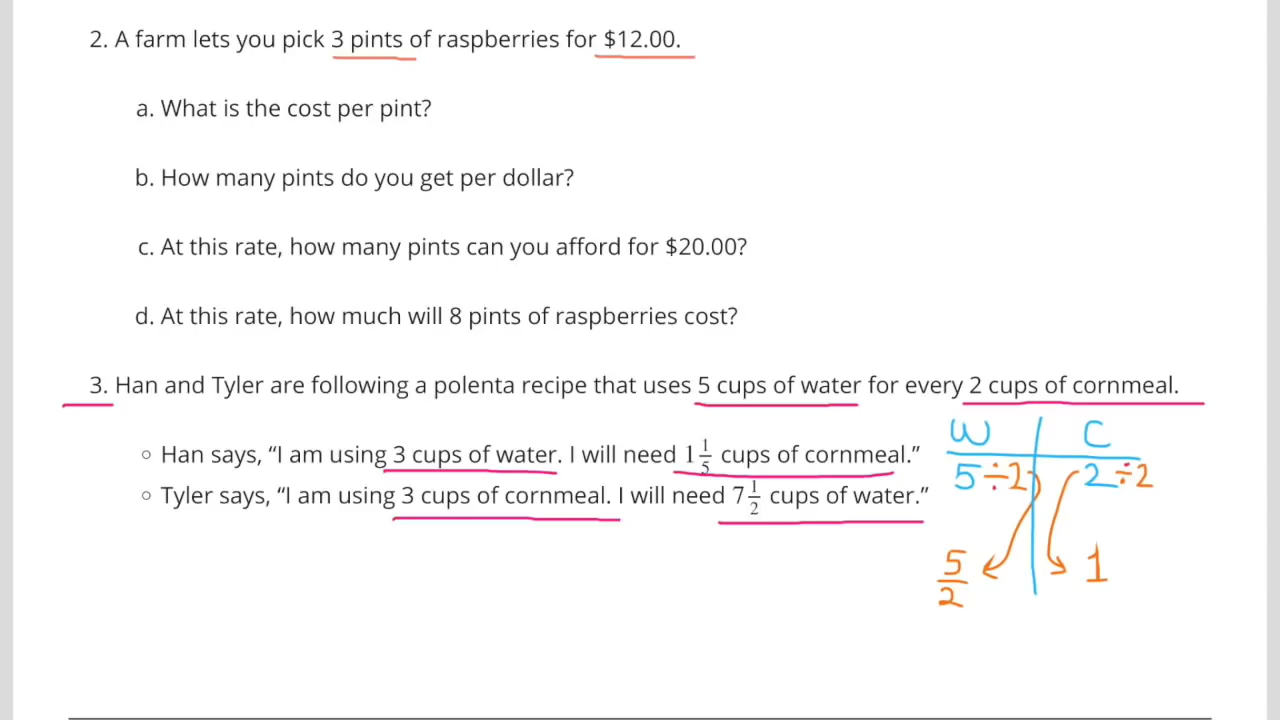 2. A farm lets you pick 3 pints of raspberries for $12.00.
a. What is the cost per pint?
b. How many pints do you get per dollar?
c. At this rate, how many pints can you afford for $20.00?
d. At this rate, how much will 8 pints of raspberries cost?
3. Han and Tyler are following a polenta recipe that uses 5 cups of water for every 2 cups of cornmeal.
◦ Han says, “I am using 3 cups of water. I will need 1 1/5 cups of cornmeal.”
◦ Tyler says, “I am using 3 cups of cornmeal. I will need 7 1/2 cups of water.”
W C
5÷2 2÷2
5/2 1